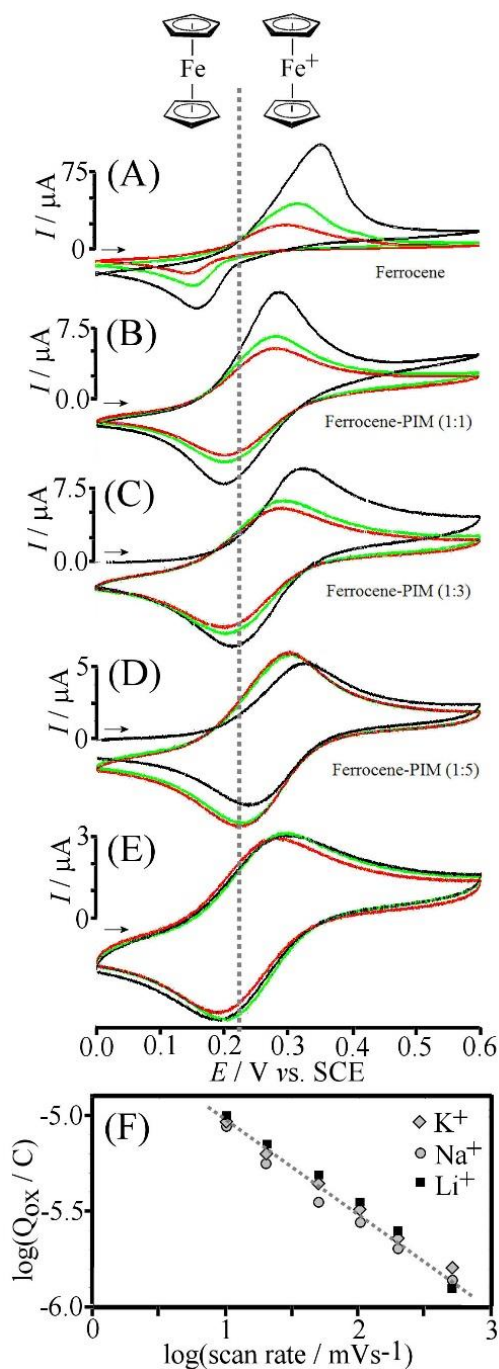 Fe Fe+
(A)
75
0
I / µA
Ferrocene
(B)
7.5
0.0
I / µA
Ferrocene-PIM (1:1)
(C)
7.5
0.0
I / µA
Ferrocene-PIM (1:3)
(D)
5
0
I / µA
Ferrocene-PIM (1:5)
(E)
3
0
I / µA
0.0 0.1 0.2 0.3 0.4 0.5 0.6
E / V vs. SCE
(F)
-5.0
-5.5
-6.0
log(Qox / C)
K+
Na+
Li+
0 1 2 3
log(scan rate / mVs-1)